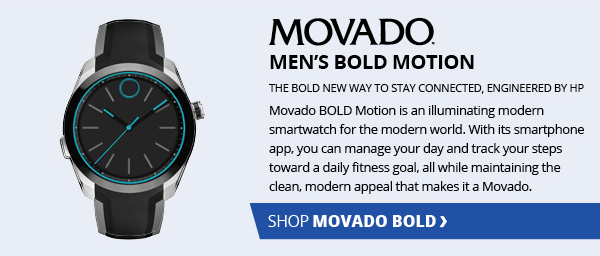 MOVADO.
MEN'S BOLD MOTION
THE BOLD NEW WAY TO STAY CONNECTED, ENGINEERED BY HP
Movado BOLD Motion is an illuminating modern
smartwatch for the modern world. With its smartphone
app, you can manage your day and track your steps
toward a daily fitness goal, all while maintaining the
clean, modern appeal that makes it a Movado.
SHOP MOVADO BOLD ›